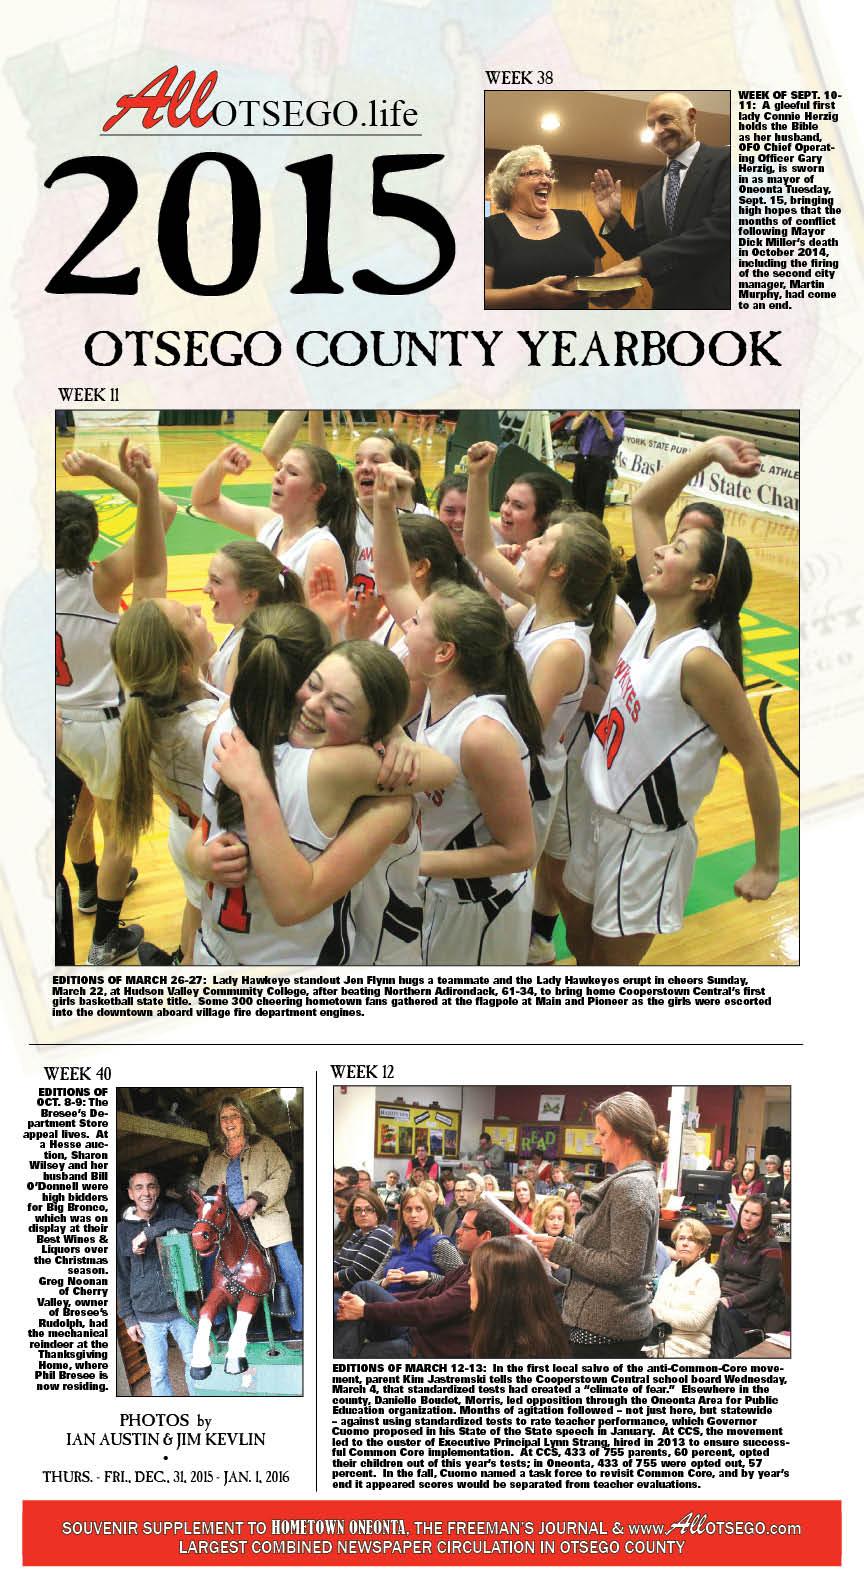 AllOTSEGO.life
2015
OTSEGO COUNTY YEARBOOK
WEEK 38
WEEK OF SEPT. 10-
11: A gleeful first
lady Connie Herzig
holds the Bible
as her husband,
OFO Chief Operat-
ing Officer Gary
Herzig, is sworn
in as mayor of
Oneonta Tuesday,
Sept. 15, bringing
high hopes that the
months of conflict
following Mayor
Dick Miller's death
in October 2014,
including the firing
of the second city
manager, Martin
Murphy, had come
to an end.
WEEK 11
YORK STATE PUB
L ATHLE
ls Bas
ll State Cha
EDITIONS OF MARCH 26-27: Lady Hawkeye standout Jen Flynn hugs a teammate and the Lady Hawkeyes erupt in cheers Sunday,
March 22, at Hudson Valley Community College, after beating Northern Adirondack, 61-34, to bring home Cooperstown Central's first
girls basketball state title. Some 300 cheering hometown fans gathered at the flagpole at Main and Pioneer as the girls were escorted
into the downtown aboard village fire department engines.
WEEK 40
EDITIONS OF
OCT. 8-9: The
Bresee's De-
partment Store
appeal lives. At
a Hesse auc-
tion, Sharon
Wilsey and her
husband Bill
O'Donnell were
high bidders
for Big Bronco,
which was on
display at their
Best Wines &
Liquors over
the Christmas
season.
Greg Noonan
of Cherry
Valley, owner
of Bresee's
Rudolph, had
the mechanical
reindeer at the
Thanksgiving
Home, where
Phil Bresee is
now residing.
PHOTOS by
IAN AUSTIN & JIM KEVLIN
•
THURS. - FRI., DEC., 31, 2015 - JAN. 1, 2016
WEEK 12
READ
EDITIONS OF MARCH 12-13: In the first local salvo of the anti-Common-Core move-
ment, parent Kim Jastremski tells the Cooperstown Central school board Wednesday,
March 4, that standardized tests had created a "climate of fear." Elsewhere in the
county, Danielle Boudet, Morris, led opposition through the Oneonta Area for Public
Education organization. Months of agitation followed – not just here, but statewide
– against using standardized tests to rate teacher performance, which Governor
Cuomo proposed in his State of the State speech in January. At CCS, the movement
led to the ouster of Executive Principal Lynn Strang, hired in 2013 to ensure success-
ful Common Core implementation. At CCS, 433 of 755 parents, 60 percent, opted
their children out of this year's tests; in Oneonta, 433 of 755 were opted out, 57
percent. In the fall, Cuomo named a task force to revisit Common Core, and by year's
end it appeared scores would be separated from teacher evaluations.
SOUVENIR SUPPLEMENT TO HOMETOWN ONEONTA, THE FREEMAN'S JOURNAL & www.AllOTSEGO.com
LARGEST COMBINED NEWSPAPER CIRCULATION IN OTSEGO COUNTY